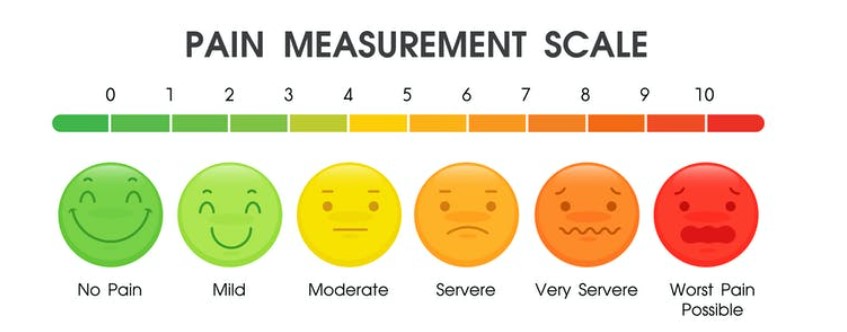 PAIN MEASUREMENT SCALE
0 1 2 3 4 5 6 7 8 9 10
No Pain Mild Moderate Servere Very Servere Worst Pain
Possible